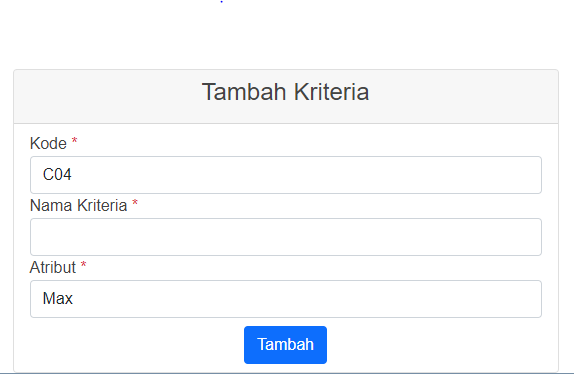 Tambah Kriteria
Kode *
C04
Nama Kriteria *
Atribut *
Max
Tambah